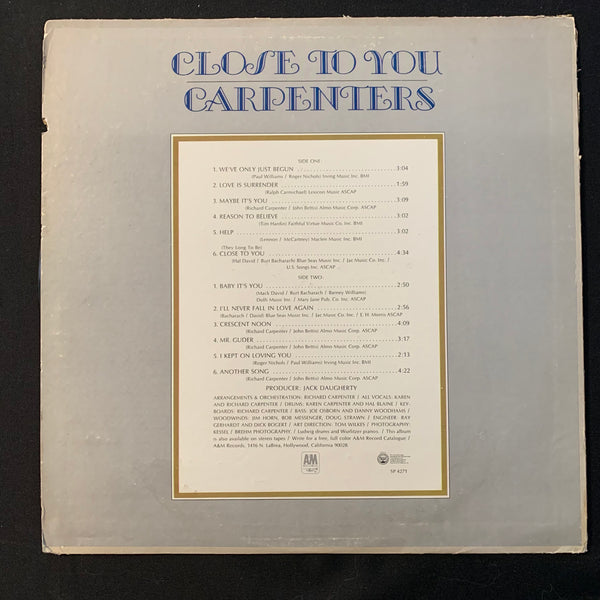 CLOSE TO YOU
CARPENTERS
SIDE ONE
1. WE'VE ONLY JUST BEGUN 3:04
(Paul Williams / Roger Nichols) Irving Music Inc. BMI
2. LOVE IS SURRENDER 1:59
(Ralph Carmichael) Lexicon Music ASCAP
3. MAYBE IT'S YOU 3:09
(Richard Carpenter / John Bettis) Almo Music Corp. ASCAP
4. REASON TO BELIEVE 3:02
(Tim Hardin) Faithful Virtue Music Co. Inc. BMI
5. HELP 3:02
(Lennon / McCartney) Maclen Music Inc. BMI
(They Long To Be)
6. CLOSE TO YOU 4:34
(Hal David / Burt Bacharach) Blue Seas Music Inc. / Jac Music Co. Inc. /
U.S. Songs Inc. ASCAP
SIDE TWO
1. BABY IT'S YOU 2:50
(Mack David / Burt Bacharach / Barney Williams)
Dolfi Music Inc. / Mary Jane Pub. Co. Inc. ASCAP
2. I'LL NEVER FALL IN LOVE AGAIN 2:56
(Bacharach / David) Blue Seas Music Inc. / Jac Music Co. Inc. / E. H. Morris ASCAP
3. CRESCENT NOON 4:09
(Richard Carpenter / John Bettis) Almo Music Corp. ASCAP
4. MR. GUDER 3:17
(Richard Carpenter / John Bettis) Almo Music Corp. ASCAP
5. I KEPT ON LOVING YOU 2:13
(Roger Nichols / Paul Williams) Irving Music Inc. BMI
6. ANOTHER SONG 4:22
(Richard Carpenter / John Bettis) Almo Music Corp. ASCAP
PRODUCER: JACK DAUGHERTY
ARRANGEMENTS & ORCHESTRATION: RICHARD CARPENTER / ALL VOCALS: KAREN
AND RICHARD CARPENTER / DRUMS: KAREN CARPENTER AND HAL BLAINE / KEY-
BOARDS: RICHARD CARPENTER / BASS: JOE OSBORN AND DANNY WOODHAMS /
WOODWINDS: JIM HORN, BOB MESSENGER, DOUG STRAWN / ENGINEER: RAY
GERHARDT AND DICK BOGERT / ART DIRECTION: TOM WILKES / PHOTOGRAPHY:
KESSEL / BREHM PHOTOGRAPHY: / Ludwig drums and Wurlitzer pianos. / This album
is also available on stereo tapes / Write for a free, full color A&M Record Catalogue /
A&M Records, 1416 N. LaBrea, Hollywood, California 90028.
AM
SP 4271